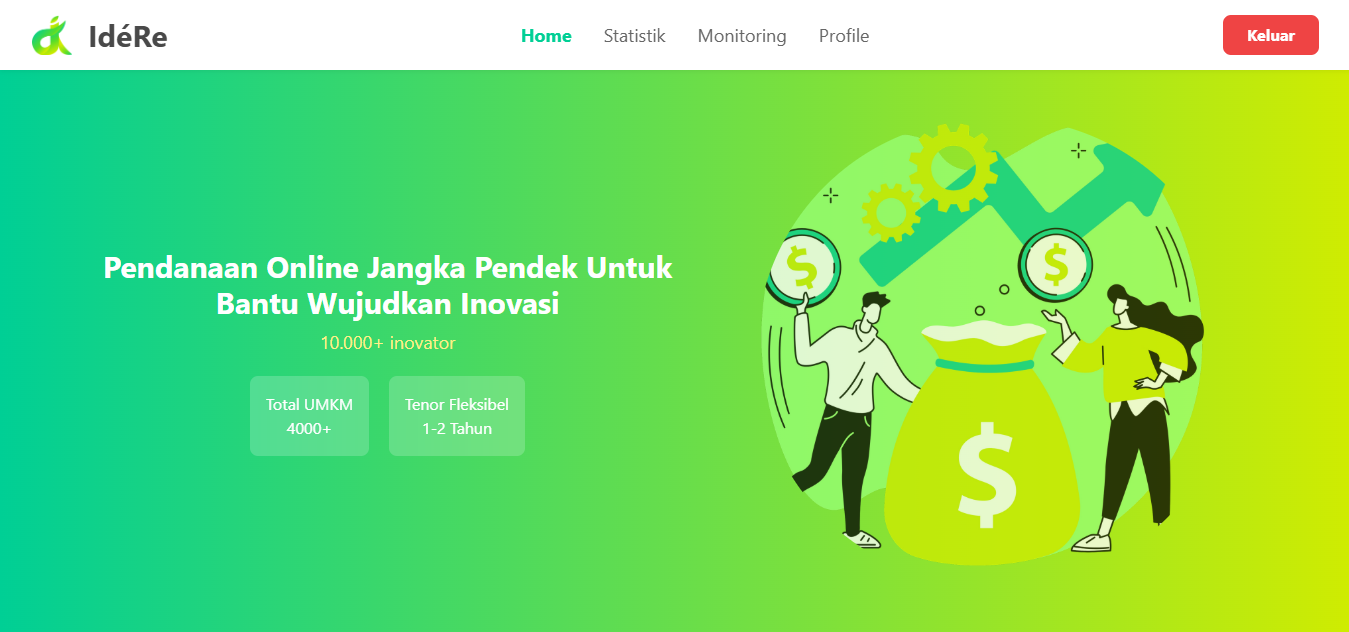 IdéRe
Home Statistik Monitoring Profile
Keluar
Pendanaan Online Jangka Pendek Untuk
Bantu Wujudkan Inovasi
10.000+ inovator
Total UMKM
4000+
Tenor Fleksibel
1-2 Tahun
$
$
$